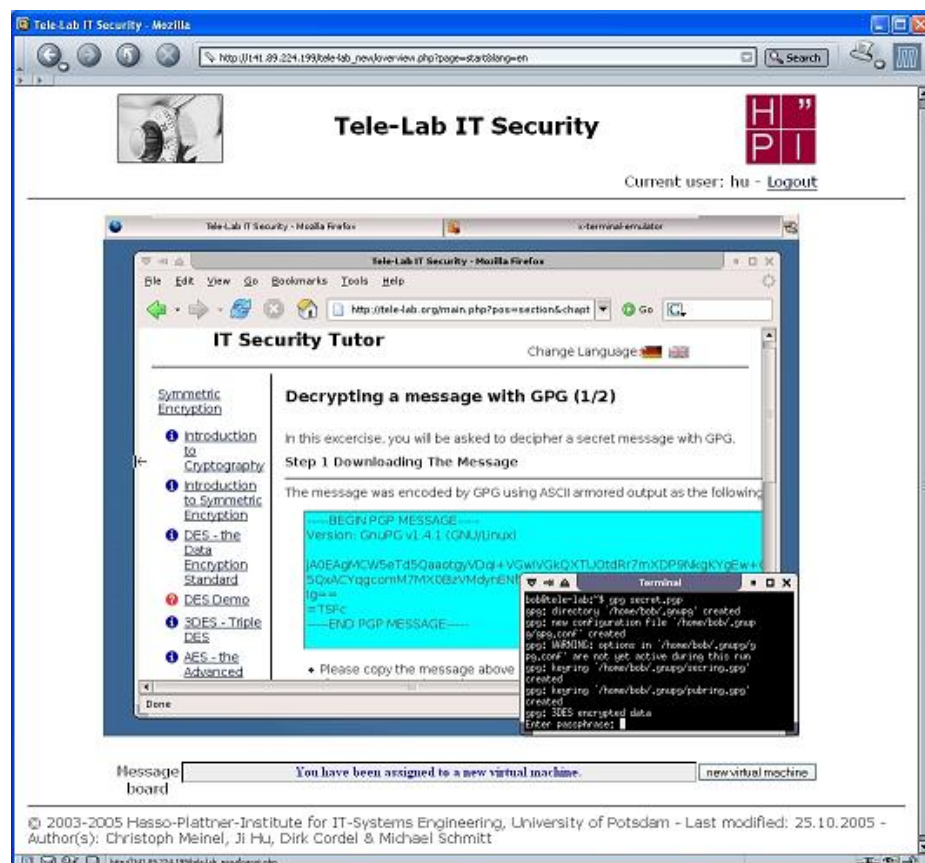 Tele-Lab IT Security - Mozilla
http://141.89.224.199/tele-lab_new/overview.php?page=start&lang=en
Search
Tele-Lab IT Security
H ”
P I
Current user: hu - Logout
Tele-Lab IT Security - Mozilla Firefox
x-terminal-emulator
Tele-Lab IT Security - Mozilla Firefox
File Edit View Go Bookmarks Tools Help
http://tele-lab.org/main.php?pos=section&chapt
Go
G
IT Security Tutor
Change Language:
Symmetric
Encryption
Introduction
to
Cryptography
Introduction
to Symmetric
Encryption
DES - the
Data
Encryption
Standard
DES Demo
3DES - Triple
DES
AES - the
Advanced
Decrypting a message with GPG (1/2)
In this excercise, you will be asked to decipher a secret message with GPG.
Step 1 Downloading The Message
The message was encoded by GPG using ASCII armored output as the following
-----BEGIN PGP MESSAGE-----
Version: GnuPG v1.4.1 (GNU/Linux)
=TSFc
-----END PGP MESSAGE-----
• Please copy the message above
Done
Terminal
bob@tele-lab:~$ gpg secret.pgp
gpg: directory `/home/bob/.gnupg' created
gpg: new configuration file `/home/bob/.gnup
g/gpg.conf' created
gpg: WARNING: options in `/home/bob/.gnupg/g
pg.conf' are not yet active during this run
gpg: keyring `/home/bob/.gnupg/secring.gpg'
created
gpg: keyring `/home/bob/.gnupg/pubring.gpg'
created
gpg: 3DES encrypted data
Enter passphrase:
Message
board
You have been assigned to a new virtual machine.
new virtual machine
© 2003-2005 Hasso-Plattner-Institute for IT-Systems Engineering, University of Potsdam - Last modified: 25.10.2005 -
Author(s): Christoph Meinel, Ji Hu, Dirk Cordel & Michael Schmitt